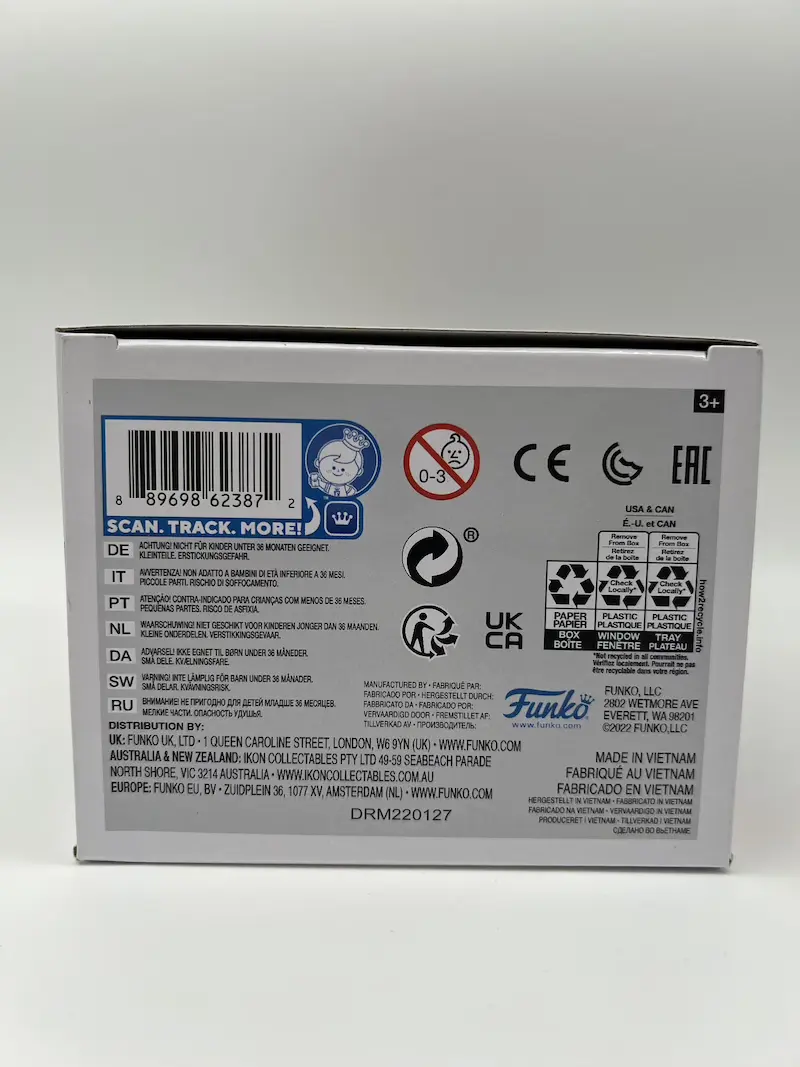 3+
8 89698 62387 2
SCAN. TRACK. MORE!
™
0-3
CE
EAC
®
UK
CA
USA & CAN
É.-U. et CAN
Remove From Box
Retirez de la boîte
Remove From Box
Retirez de la boîte
Check Locally*
Check Locally*
PAPER
PAPIER
PLASTIC
PLASTIQUE
PLASTIC
PLASTIQUE
BOX
BOÎTE
WINDOW
FENÊTRE
TRAY
PLATEAU
*Not recycled in all communities.
Vérifiez localement. Pourrait ne pas
être recyclable dans votre région.
how2recycle.info
DE ACHTUNG! NICHT FÜR KINDER UNTER 36 MONATEN GEEIGNET.
KLEINTEILE. ERSTICKUNGSGEFAHR.
IT AVVERTENZA! NON ADATTO A BAMBINI DI ETÀ INFERIORE A 36 MESI.
PICCOLE PARTI. RISCHIO DI SOFFOCAMENTO.
PT ATENÇÃO! CONTRA-INDICADO PARA CRIANÇAS COM MENOS DE 36 MESES.
PEQUENAS PARTES. RISCO DE ASFIXIA.
NL WAARSCHUWING! NIET GESCHIKT VOOR KINDEREN JONGER DAN 36 MAANDEN.
KLEINE ONDERDELEN. VERSTIKKINGSGEVAAR.
DA ADVARSEL! IKKE EGNET TIL BØRN UNDER 36 MÅNEDER.
SMÅ DELE. KVÆLNINGSFARE.
SW VARNING! INTE LÄMPLIG FÖR BARN UNDER 36 MÅNADER.
SMÅ DELAR. KVÄVNINGSRISK.
RU ВНИМАНИЕ! НЕ ПРИГОДНО ДЛЯ ДЕТЕЙ МЛАДШЕ 36 МЕСЯЦЕВ.
МЕЛКИЕ ЧАСТИ. ОПАСНОСТЬ УДУШЬЯ.
MANUFACTURED BY • FABRIQUÉ PAR:
FABRICADO POR • HERGESTELLT DURCH:
FABBRICATO DA • FABRICADO POR:
VERVAARDIGD DOOR • FREMSTILLET AF:
TILLVERKAD AV • ПРОИЗВОДИТЕЛЬ:
Funko
www.funko.com
FUNKO, LLC
2802 WETMORE AVE
EVERETT, WA 98201
©2022 FUNKO,LLC
DISTRIBUTION BY:
UK: FUNKO UK, LTD • 1 QUEEN CAROLINE STREET, LONDON, W6 9YN (UK) • WWW.FUNKO.COM
AUSTRALIA & NEW ZEALAND: IKON COLLECTABLES PTY LTD 49-59 SEABEACH PARADE
NORTH SHORE, VIC 3214 AUSTRALIA • WWW.IKONCOLLECTABLES.COM.AU
EUROPE: FUNKO EU, BV • ZUIDPLEIN 36, 1077 XV, AMSTERDAM (NL) • WWW.FUNKO.COM
DRM220127
MADE IN VIETNAM
FABRIQUÉ AU VIETNAM
FABRICADO EN VIETNAM
HERGESTELLT IN VIETNAM • FABBRICATO IN VIETNAM
FABRICADO NA VIETNAM • VERVAARDIGD IN VIETNAM
PRODUCERET I VIETNAM • TILLVERKAD I VIETNAM
СДЕЛАНО ВО ВЬЕТНАМЕ